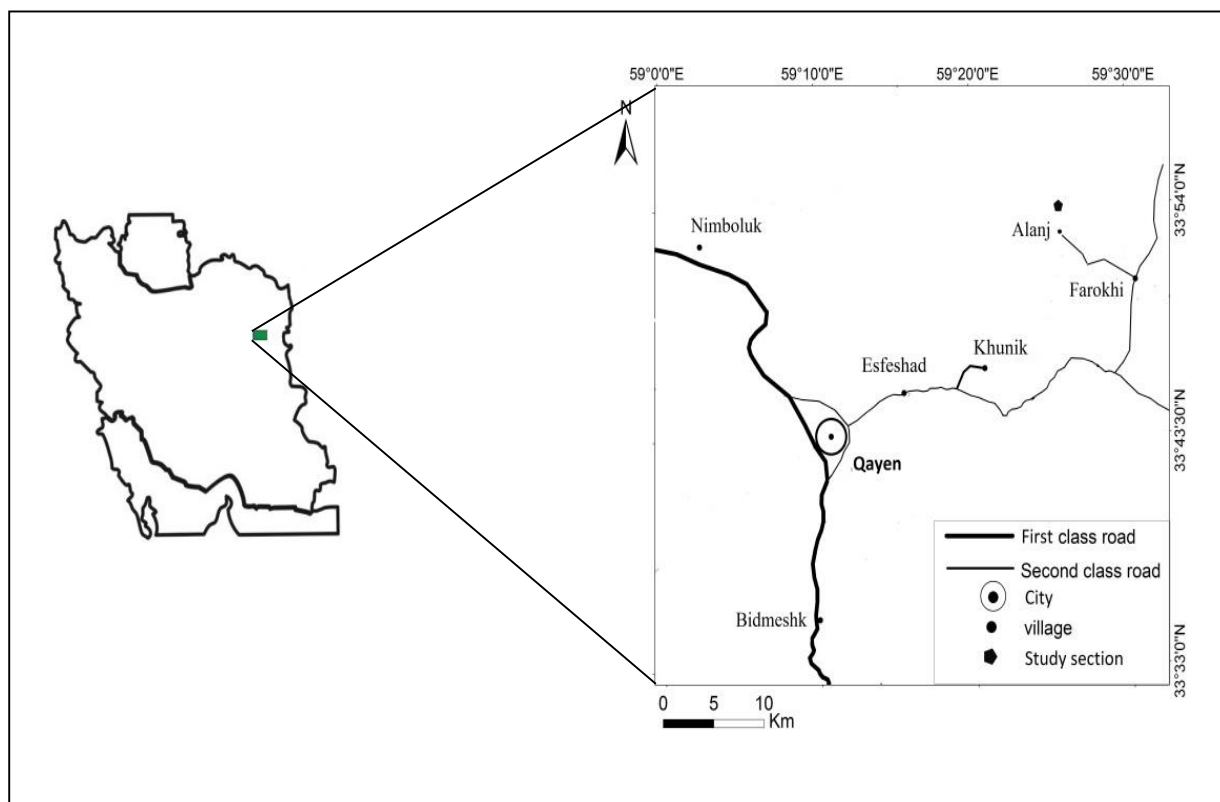 59°0'0"E
59°10'0"E
59°20'0"E
59°30'0"E
N
33°54'0"N
Nimboluk
Alanj
Farokhi
Khunik
Esfeshad
33°43'30"N
Qayen
First class road
Second class road
City
village
Study section
Bidmeshk
33°33'0"N
0 5 10
Km